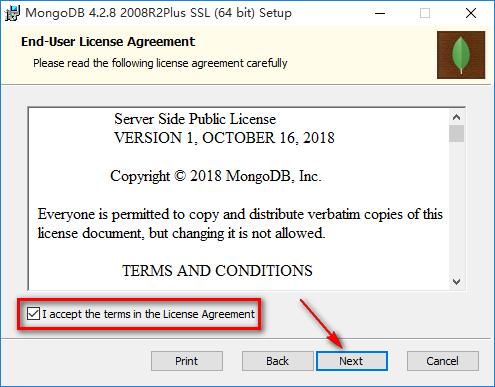 MongoDB 4.2.8 2008R2Plus SSL (64 bit) Setup
End-User License Agreement
Please read the following license agreement carefully
Server Side Public License
VERSION 1, OCTOBER 16, 2018
Copyright © 2018 MongoDB, Inc.
Everyone is permitted to copy and distribute verbatim copies of this
license document, but changing it is not allowed.
TERMS AND CONDITIONS
I accept the terms in the License Agreement
Print
Back
Next
Cancel